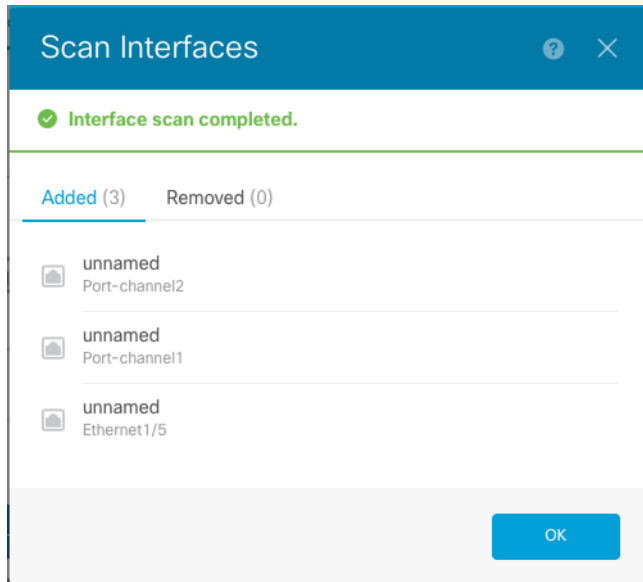 Scan Interfaces
?
Interface scan completed.
Added (3) Removed (0)
unnamed
Port-channel2
unnamed
Port-channel1
unnamed
Ethernet1/5
OK